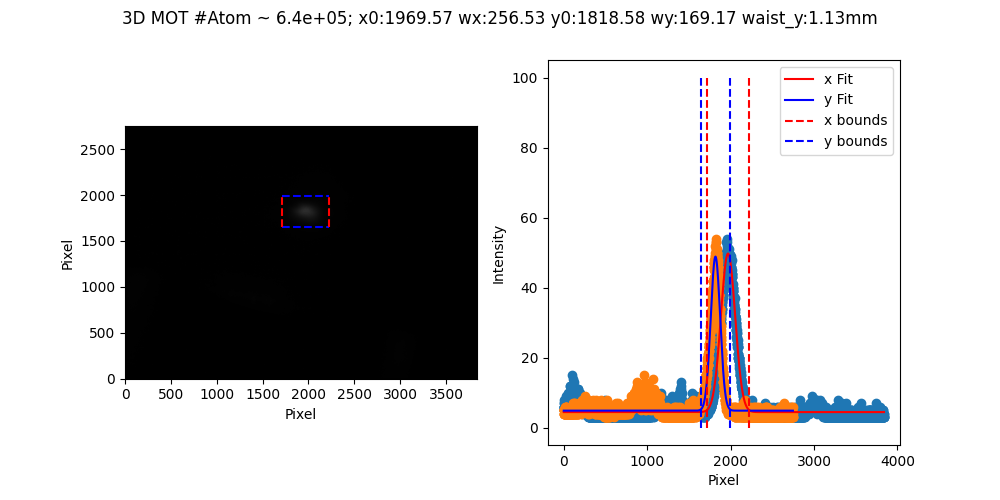 3D MOT #Atom ~ 6.4e+05; x0:1969.57 wx:256.53 y0:1818.58 wy:169.17 waist_y:1.13mm
2500
2000
1500
1000
500
0
Pixel
0 500 1000 1500 2000 2500 3000 3500
Pixel
100
80
60
40
20
0
Intensity
x Fit
y Fit
x bounds
y bounds
0 1000 2000 3000 4000
Pixel